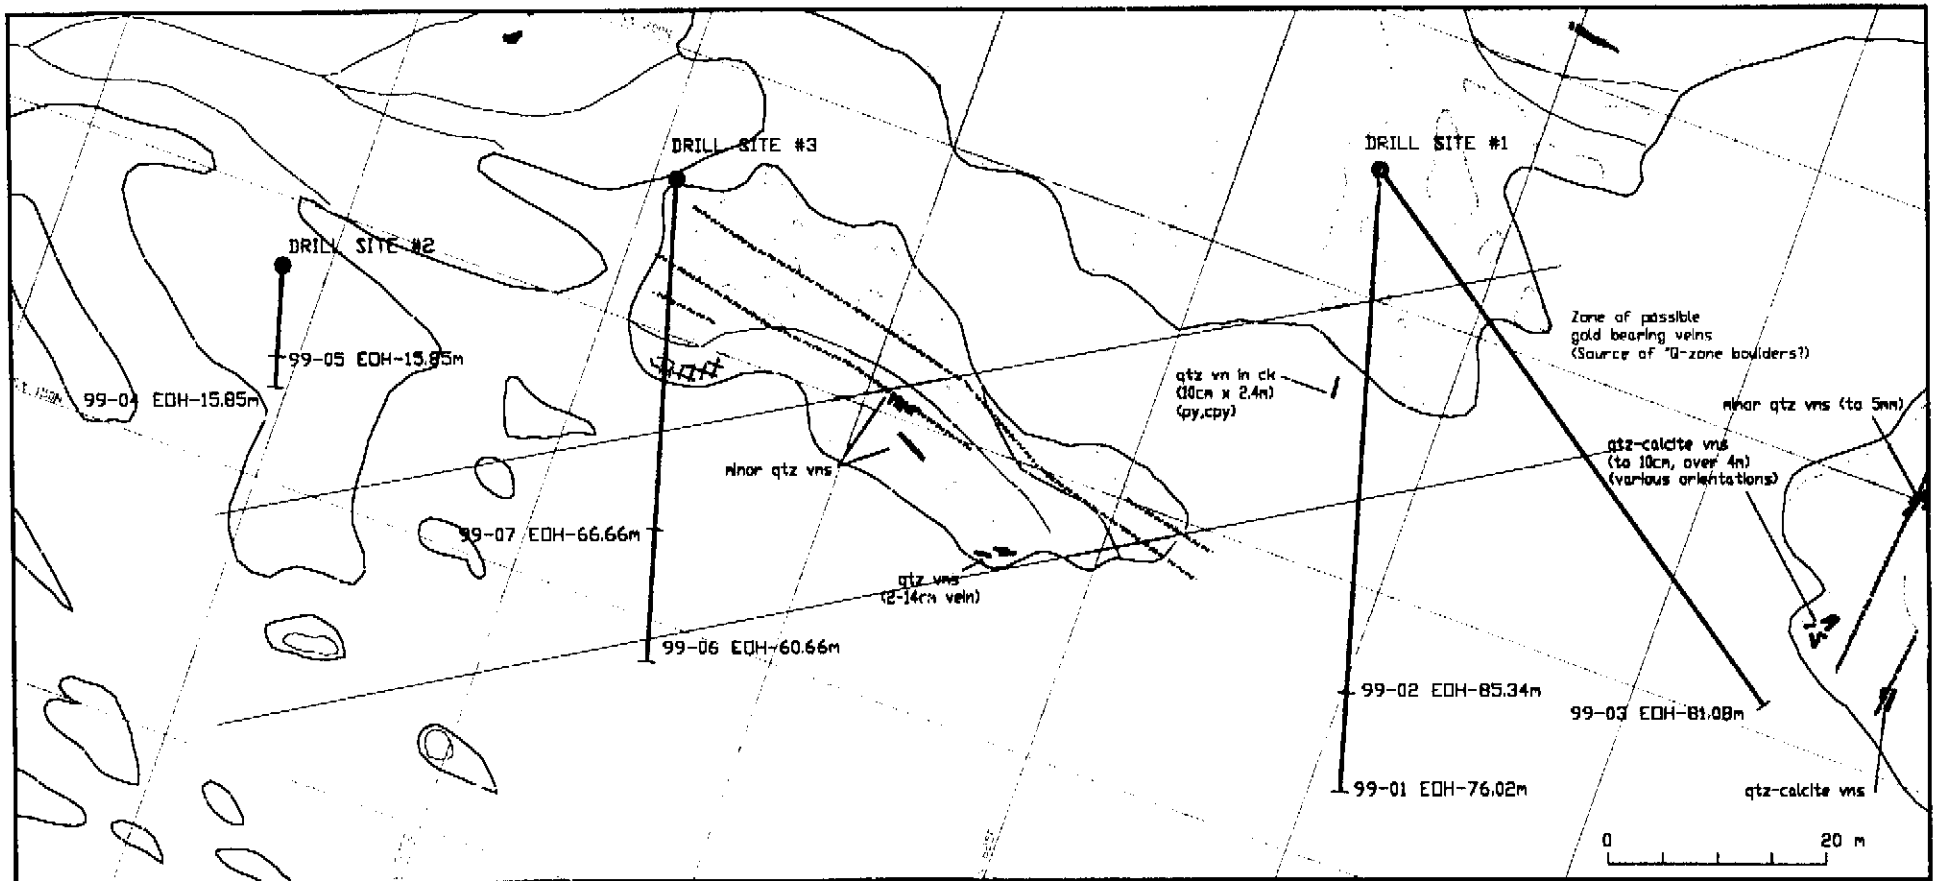 DRILL SITE #3
DRILL SITE #1
DRILL SITE #2
99-05 EOH-15.85m
99-04 EOH-15.85m
Zone of possible
gold bearing veins
(Source of "Q-zone boulders?)
qtz vn in ck
(10cm x 2.4m)
(py,cpy)
minor qtz vns (to 5mm)
qtz-calcite vns
(to 10cm, over 4m)
(various orientations)
minor qtz vns
99-07 EOH-66.66m
qtz vns
(2-14cm vein)
99-06 EOH-60.66m
99-02 EOH-85.34m
99-03 EOH-81.08m
99-01 EOH-76.02m
qtz-calcite vns
0 20 m